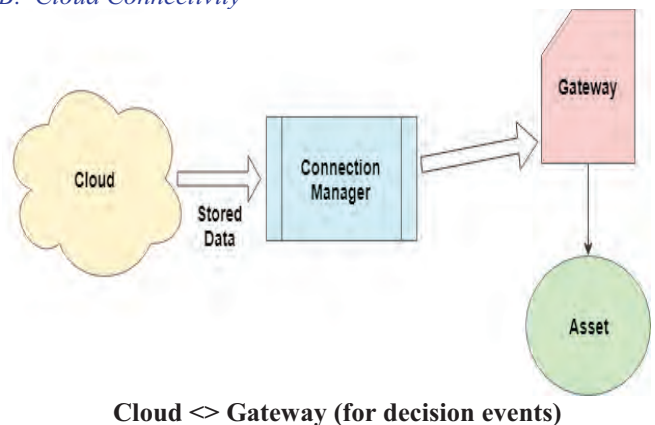 B. Cloud Connectivity
Gateway
Cloud
Connection
Manager
Stored
Data
Asset
Cloud <> Gateway (for decision events)